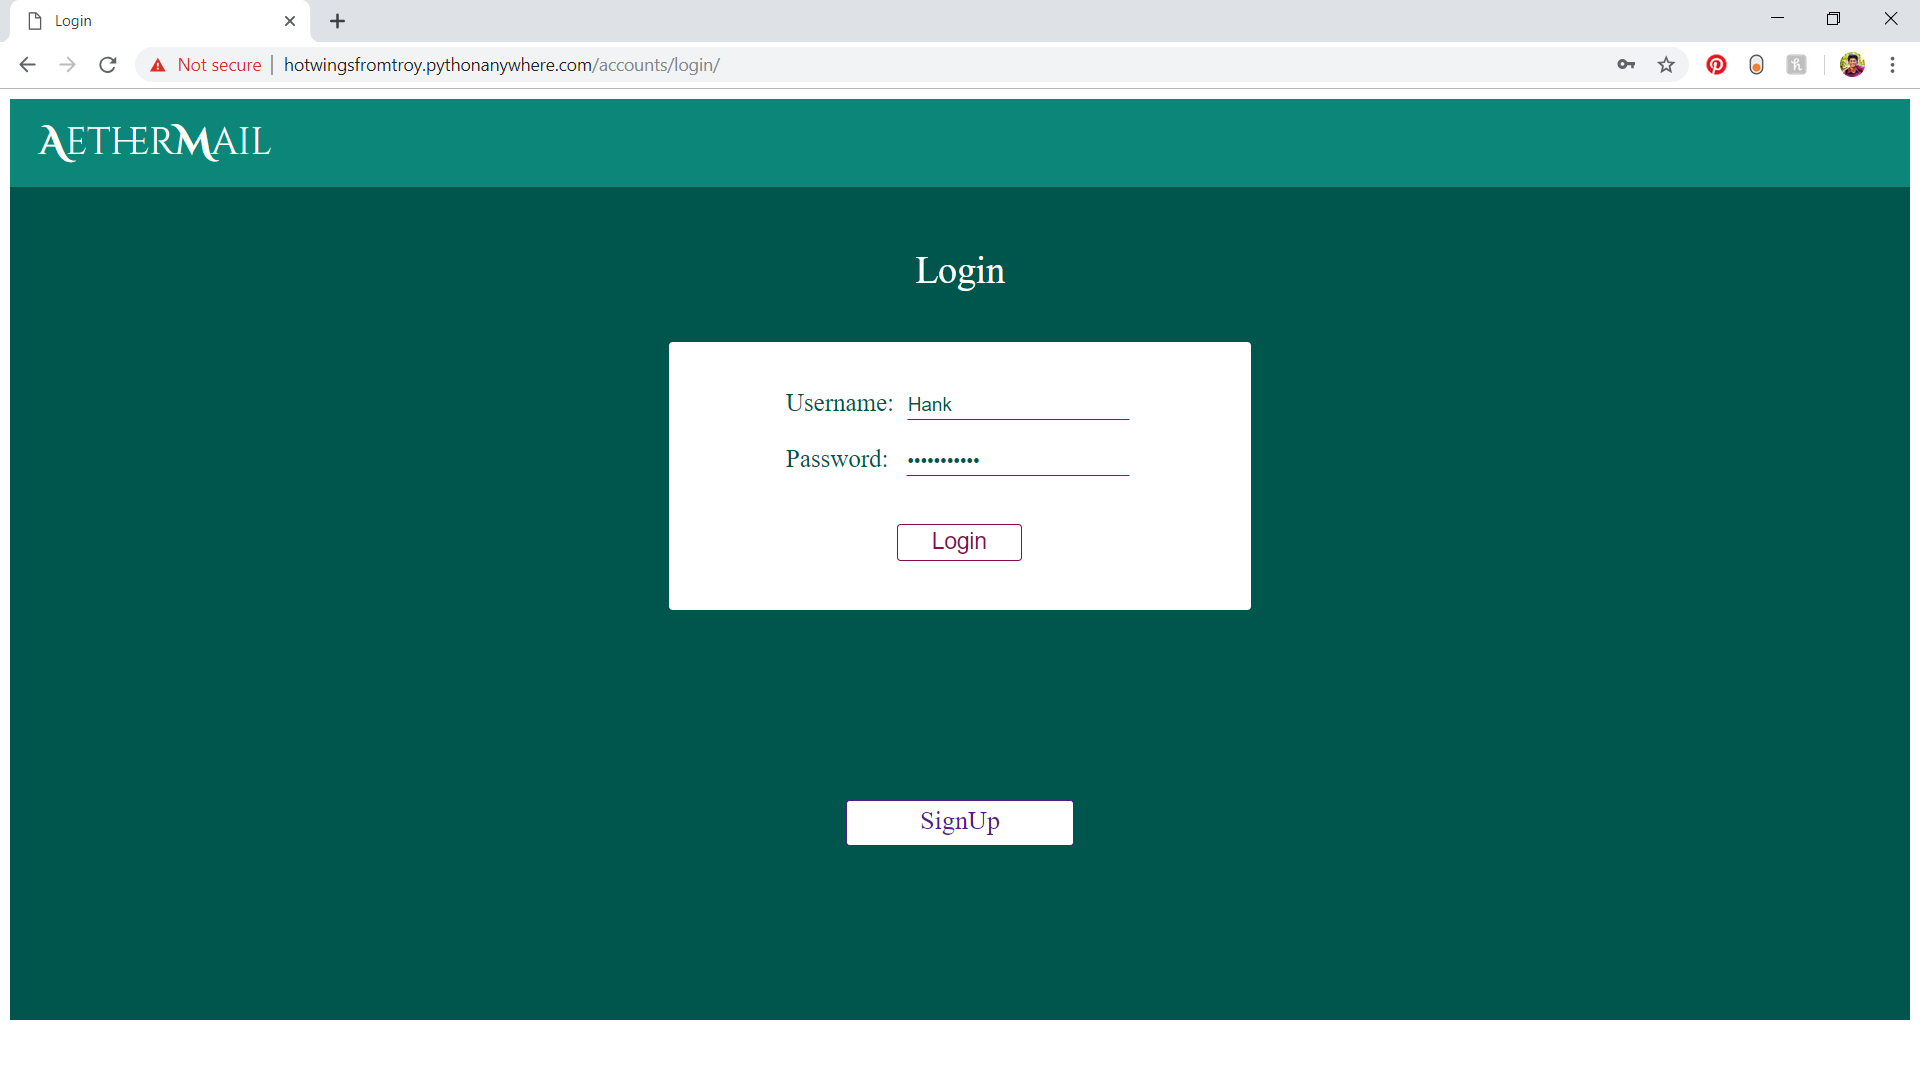 Login
Not secure
hotwingsfromtroy.pythonanywhere.com/accounts/login/
AETHERMAIL
Login
Username: Hank
Password: •••••••••••
Login
SignUp